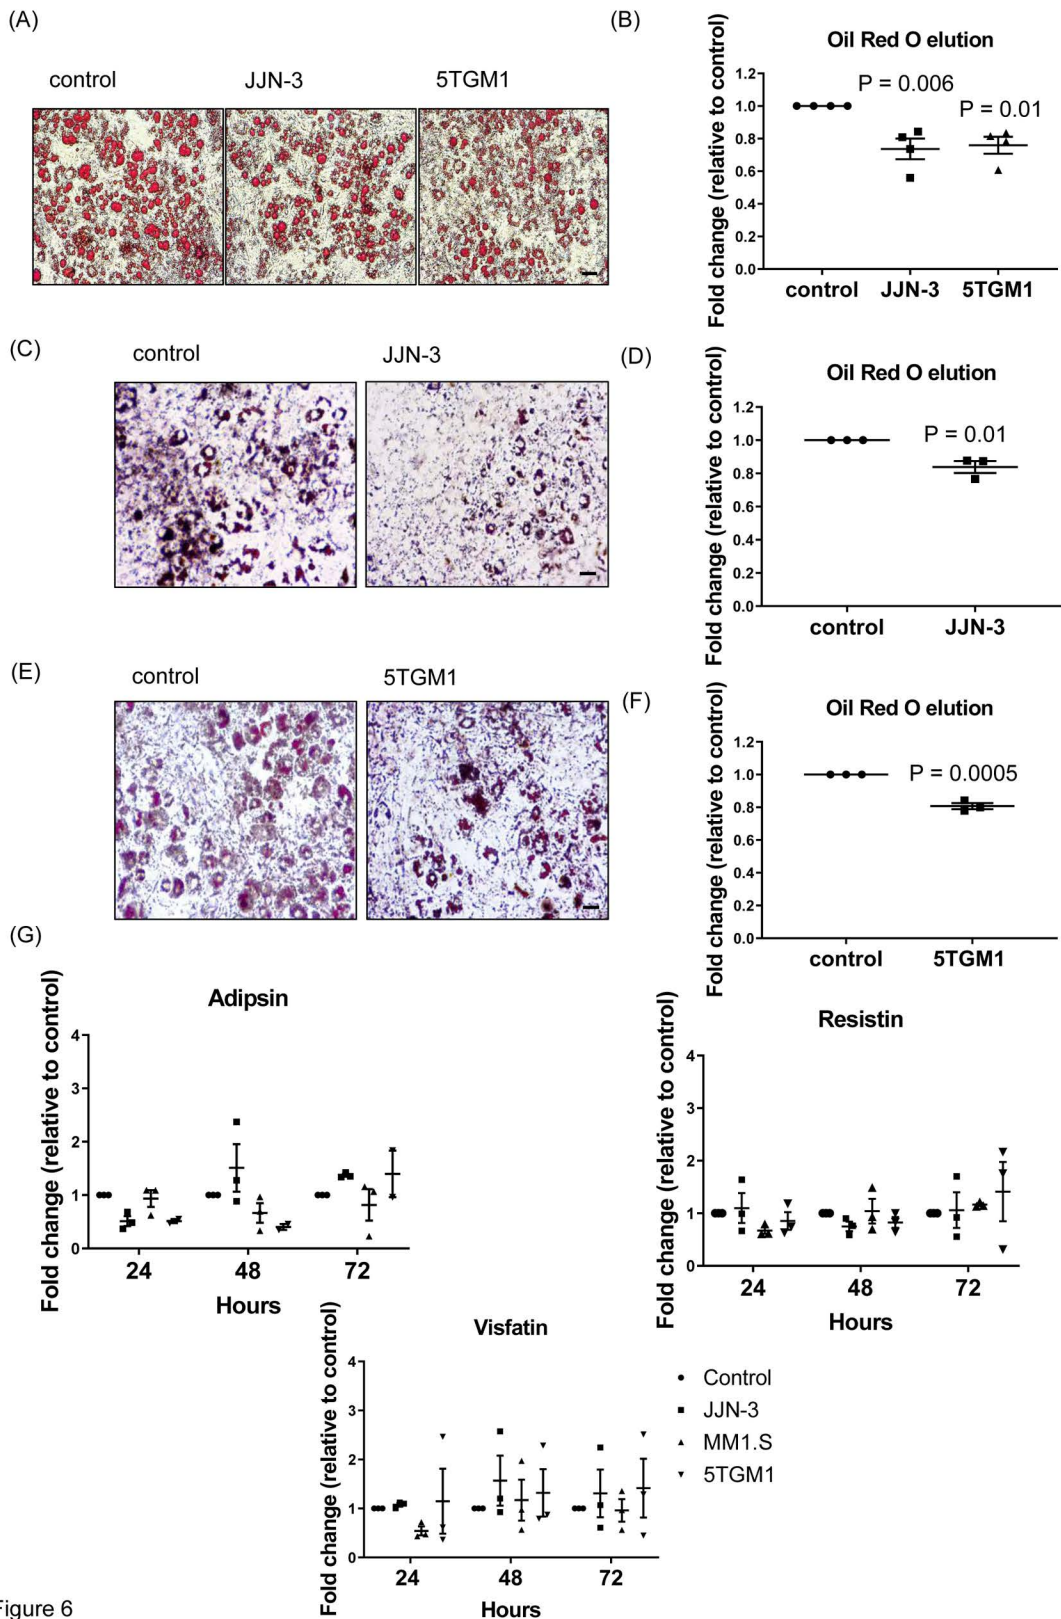 (A)
control
JJN-3
5TGM1
(B)
Oil Red O elution
Fold change (relative to control)
1.2
1.0
0.8
0.6
0.4
0.2
0.0
P = 0.006
P = 0.01
control
JJN-3
5TGM1
(C)
control
JJN-3
(D)
Oil Red O elution
Fold change (relative to control)
1.2
1.0
0.8
0.6
0.4
0.2
0.0
P = 0.01
control
JJN-3
(E)
control
5TGM1
(F)
Oil Red O elution
Fold change (relative to control)
1.2
1.0
0.8
0.6
0.4
0.2
0.0
P = 0.0005
control
5TGM1
(G)
Adipsin
Fold change (relative to control)
4
3
2
1
0
24
48
72
Hours
Resistin
Fold change (relative to control)
4
3
2
1
0
24
48
72
Hours
Visfatin
Fold change (relative to control)
4
3
2
1
0
24
48
72
Hours
Control
JJN-3
MM1.S
5TGM1
igure 6